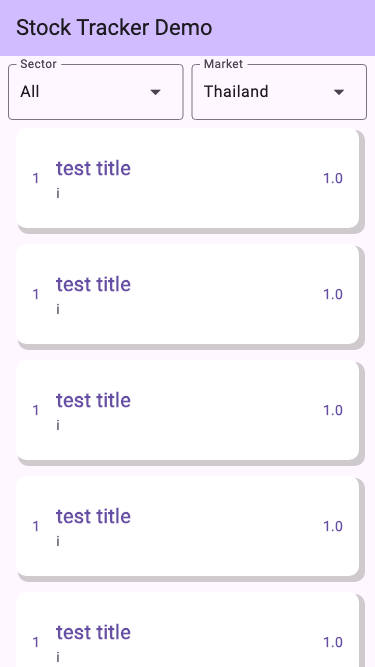 Stock Tracker Demo
Sector
Market
All
Thailand
test title
1
1.0
i
test title
1
1.0
i
test title
1
1.0
i
test title
1
1.0
i
test title
1
1.0
i